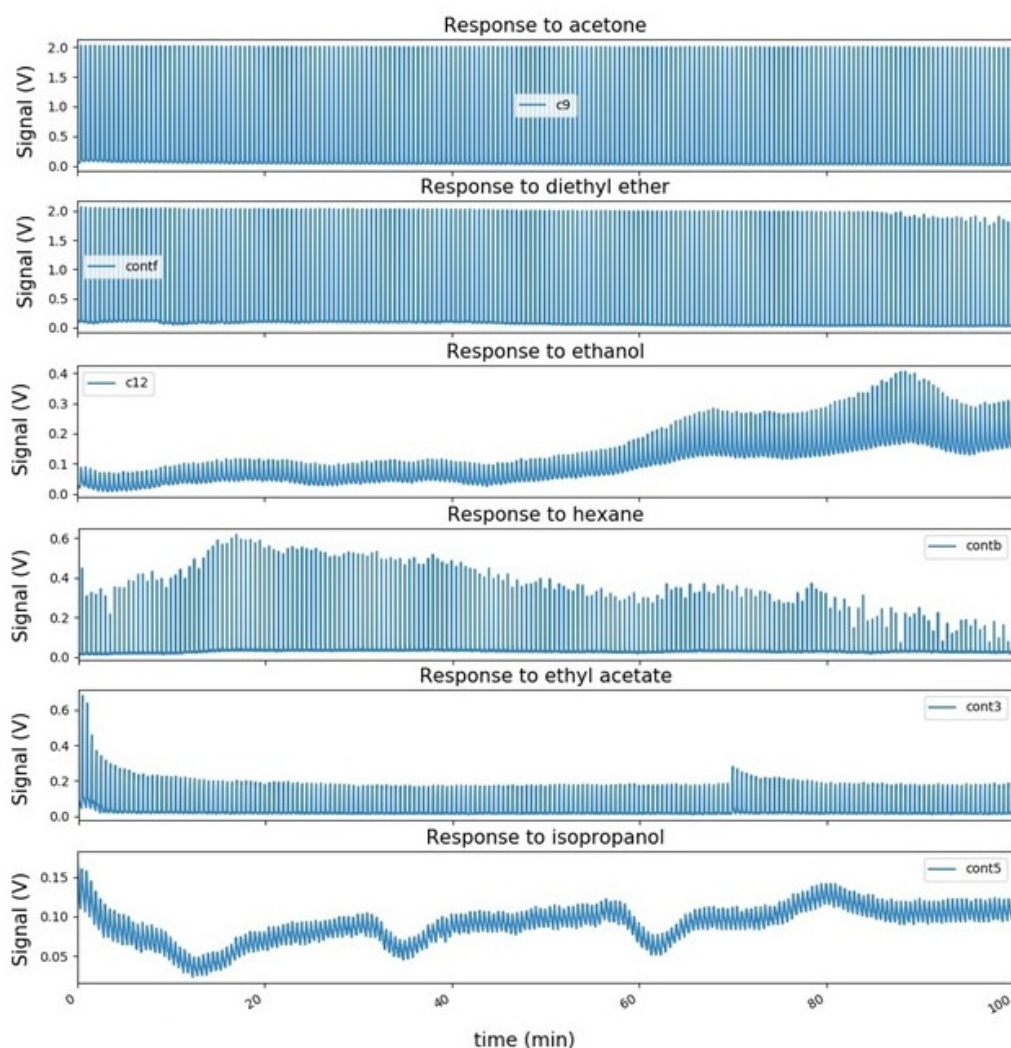 Response to acetone
2.0
1.5
1.0
0.5
0.0
Signal (V)
c9
Response to diethyl ether
2.0
1.5
1.0
0.5
0.0
Signal (V)
contf
Response to ethanol
0.4
0.3
0.2
0.1
0.0
Signal (V)
c12
Response to hexane
0.6
0.4
0.2
0.0
Signal (V)
contb
Response to ethyl acetate
0.6
0.4
0.2
0.0
Signal (V)
cont3
Response to isopropanol
0.15
0.10
0.05
Signal (V)
cont5
0 20 40 60 80 100
time (min)